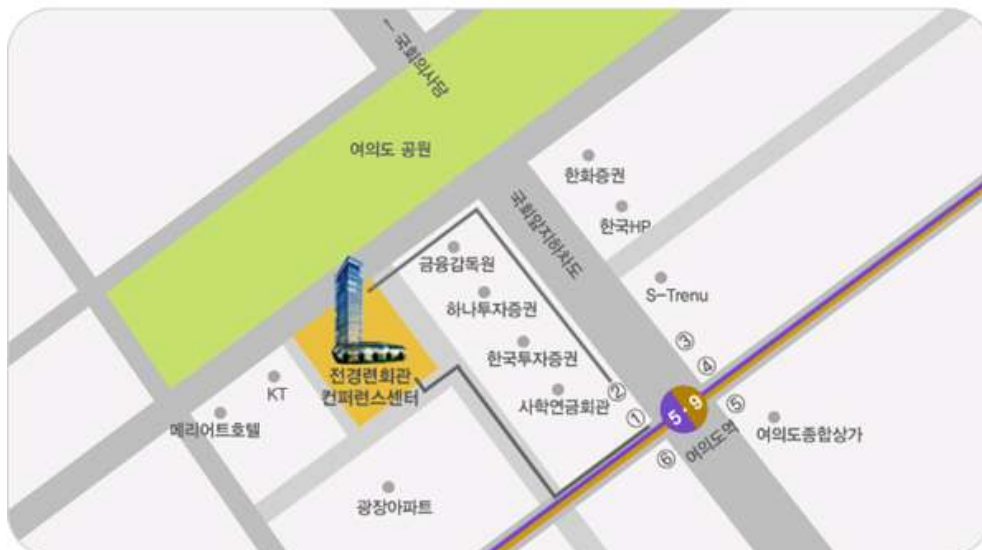 ← 국회의사당
여의도 공원
한화증권
국회앞지하차도
한국HP
금융감독원
S-Trenu
하나투자증권
한국투자증권
③
④
전경련회관
컨퍼런스센터
KT
②
사학연금회관
①
5·9
⑤
메리어트호텔
여의도역
여의도종합상가
⑥
광장아파트